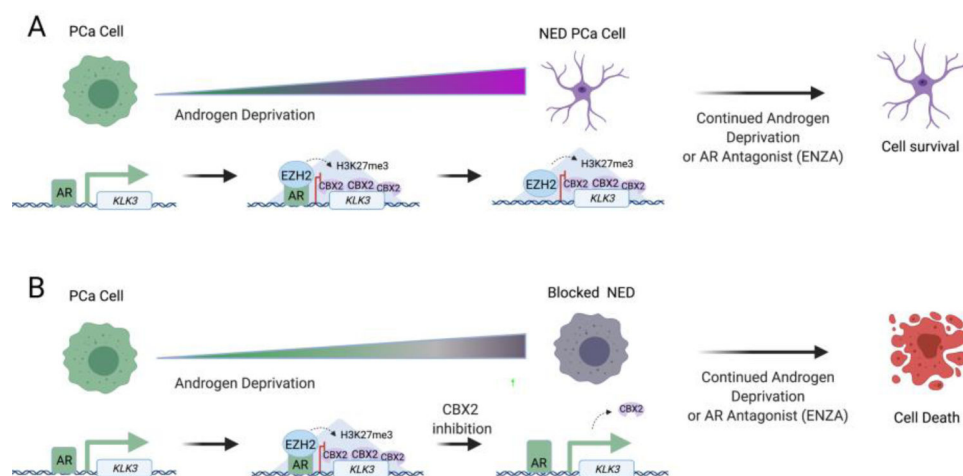 A
PCa Cell
NED PCa Cell
Androgen Deprivation
Continued Androgen
Deprivation
or AR Antagonist (ENZA)
Cell survival
AR
KLK3
EZH2
H3K27me3
CBX2 CBX2 CBX2
AR
KLK3
EZH2
H3K27me3
CBX2 CBX2 CBX2
KLK3
B
PCa Cell
Blocked NED
Androgen Deprivation
Continued Androgen
Deprivation
or AR Antagonist (ENZA)
Cell Death
AR
KLK3
EZH2
H3K27me3
CBX2 CBX2 CBX2
AR
KLK3
CBX2
inhibition
CBX2
AR
KLK3